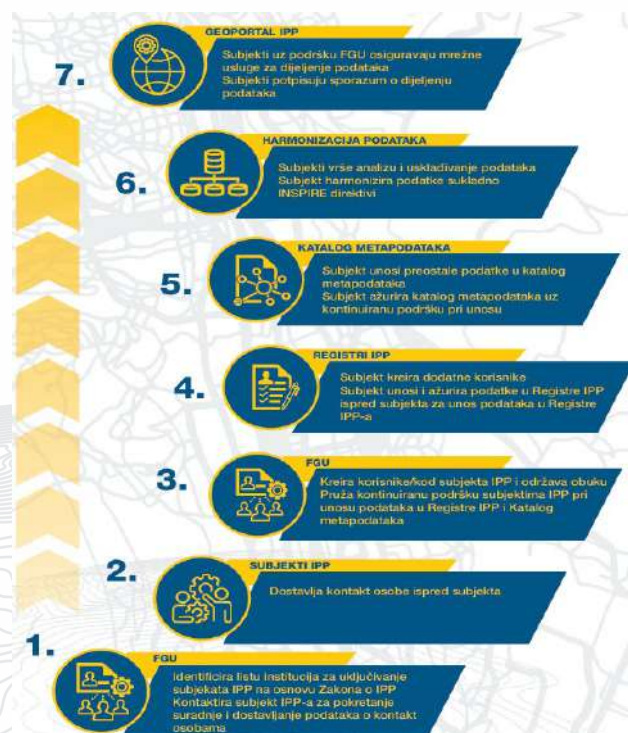 GEOPORTAL IPP
7.
Subjekti uz podršku FGU osiguravaju mrežne
usluge za dijeljenje podataka
Subjekti potpisuju sporazum o dijeljenju
podataka
HARMONIZACIJA PODATAKA
6.
Subjekti vrše analizu i usklađivanje podataka
Subjekt harmonizira podatke sukladno
INSPIRE direktivi
KATALOG METAPODATAKA
5.
Subjekt unosi preostale podatke u katalog
metapodataka
Subjekt ažurira katalog metapodataka uz
kontinuiranu podršku pri unosu
REGISTRI IPP
4.
Subjekt kreira dodatne korisnike
Subjekt unosi i ažurira podatke u Registre IPP
ispred subjekta za unos podataka u Registre
IPP-a
FGU
3.
Kreira korisnike/kod subjekta IPP i održava obuku
Pruža kontinuiranu podršku subjektima IPP pri
unosu podataka u Registre IPP i Katalog
metapodataka
SUBJEKTI IPP
2.
Dostavlja kontakt osobe ispred subjekta
1.
FGU
Identificira listu institucija za uključivanje
subjekata IPP na osnovu Zakona o IPP
Kontaktira subjekt IPP-a za pokretanje
suradnje i dostavljanje podataka o kontakt
osobama